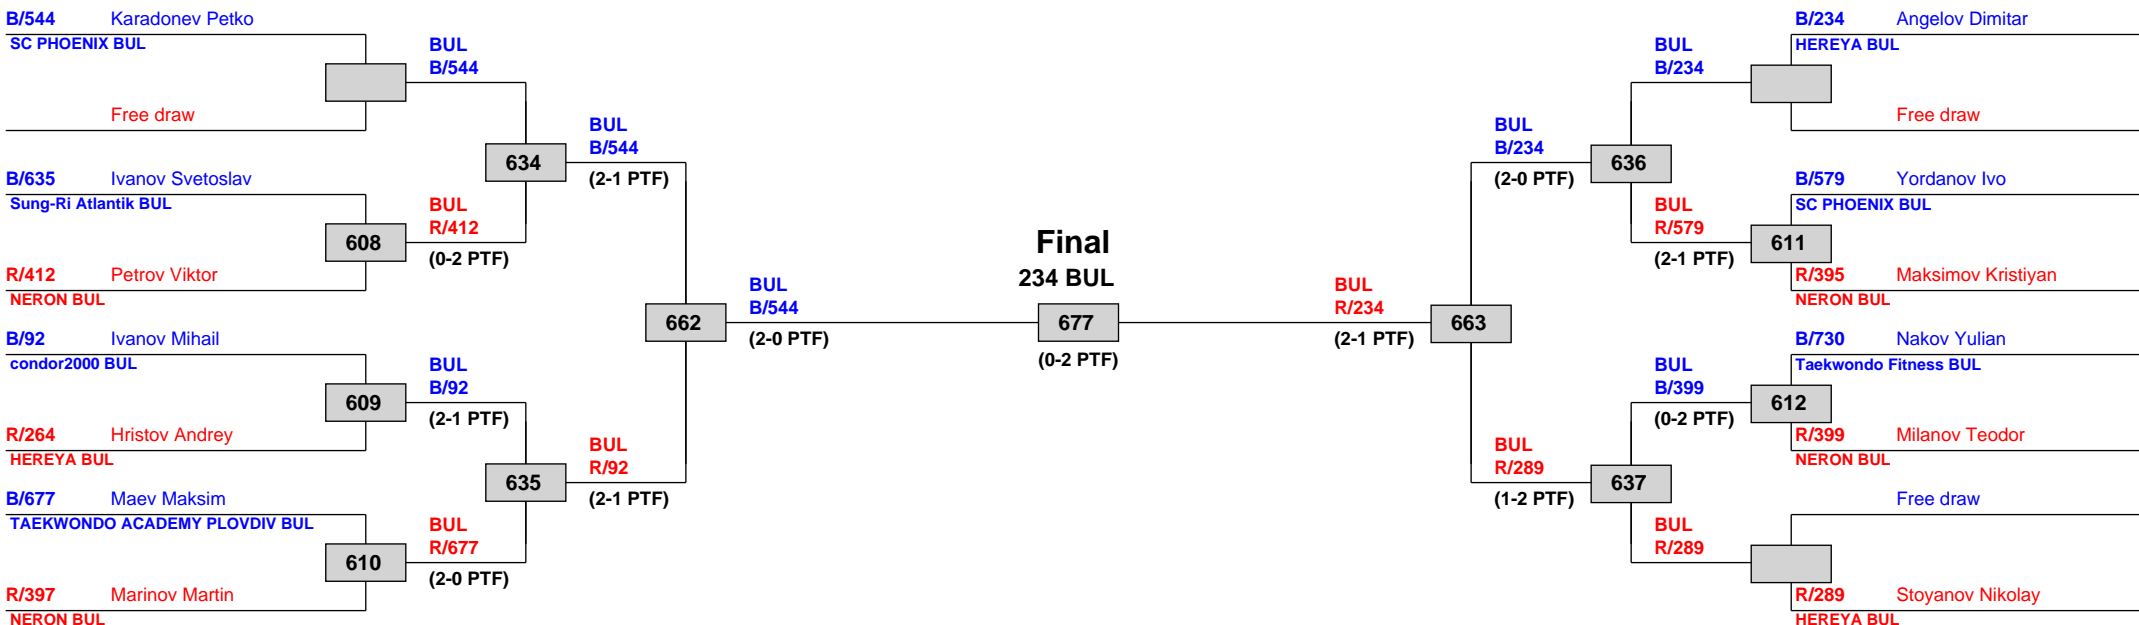 B/544 Karadonev Petko
SC PHOENIX BUL
Free draw
B/635 Ivanov Svetoslav
Sung-Ri Atlantik BUL
608
R/412 Petrov Viktor
NERON BUL
B/92 Ivanov Mihail
condor2000 BUL
609
R/264 Hristov Andrey
HEREYA BUL
B/677 Maev Maksim
TAEKWONDO ACADEMY PLOVDIV BUL
610
R/397 Marinov Martin
NERON BUL
BUL
B/544
634
BUL
R/412
(0-2 PTF)
BUL
B/92
(2-1 PTF)
635
BUL
R/677
(2-0 PTF)
BUL
B/544
(2-1 PTF)
662
BUL
R/92
(2-1 PTF)
BUL
B/544
(2-0 PTF)
Final
234 BUL
677
(0-2 PTF)
BUL
R/234
(2-1 PTF)
663
BUL
B/234
(2-0 PTF)
BUL
R/289
(1-2 PTF)
BUL
B/234
636
BUL
R/579
(2-1 PTF)
BUL
B/399
(0-2 PTF)
637
BUL
R/289
B/234 Angelov Dimitar
HEREYA BUL
Free draw
B/579 Yordanov Ivo
SC PHOENIX BUL
611
R/395 Maksimov Kristiyan
NERON BUL
B/730 Nakov Yulian
Taekwondo Fitness BUL
612
R/399 Milanov Teodor
NERON BUL
Free draw
R/289 Stoyanov Nikolay
HEREYA BUL